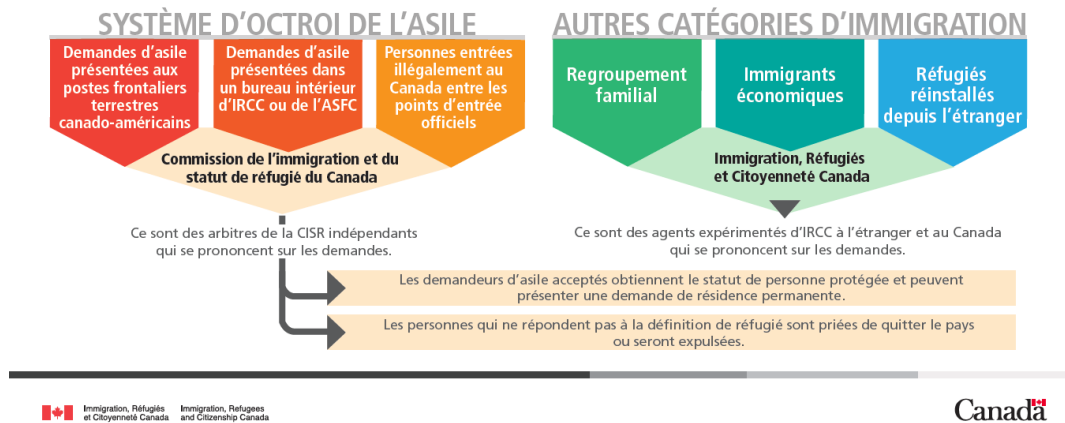 SYSTÈME D’OCTROI DE L’ASILE
Demandes d’asile
présentées aux
postes frontaliers
terrestres
canado-américains
Demandes d’asile
présentées dans
un bureau intérieur
d’IRCC ou de l’ASFC
Personnes entrées
illégalement au
Canada entre les
points d’entrée
officiels
Commission de l’immigration et du
statut de réfugié du Canada
Ce sont des arbitres de la CISR indépendants
qui se prononcent sur les demandes.
AUTRES CATÉGORIES D’IMMIGRATION
Regroupement
familial
Immigrants
économiques
Réfugiés
réinstallés
depuis l’étranger
Immigration, Réfugiés
et Citoyenneté Canada
Ce sont des agents expérimentés d’IRCC à l’étranger et au Canada
qui se prononcent sur les demandes.
Les demandeurs d’asile acceptés obtiennent le statut de personne protégée et peuvent
présenter une demande de résidence permanente.
Les personnes qui ne répondent pas à la définition de réfugié sont priées de quitter le pays
ou seront expulsées.
Immigration, Réfugiés
et Citoyenneté Canada
Immigration, Refugees
and Citizenship Canada
Canada